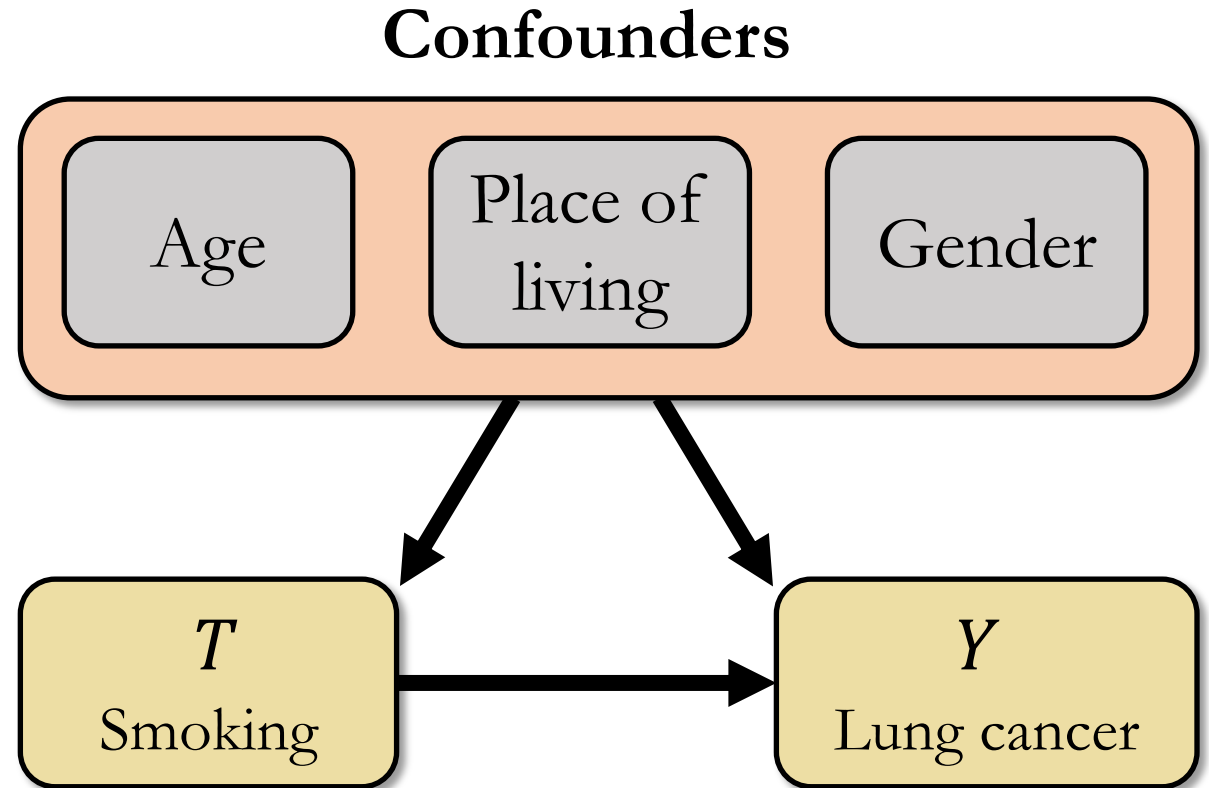 Confounders
Age
Place of
living
Gender
T
Smoking
Y
Lung cancer